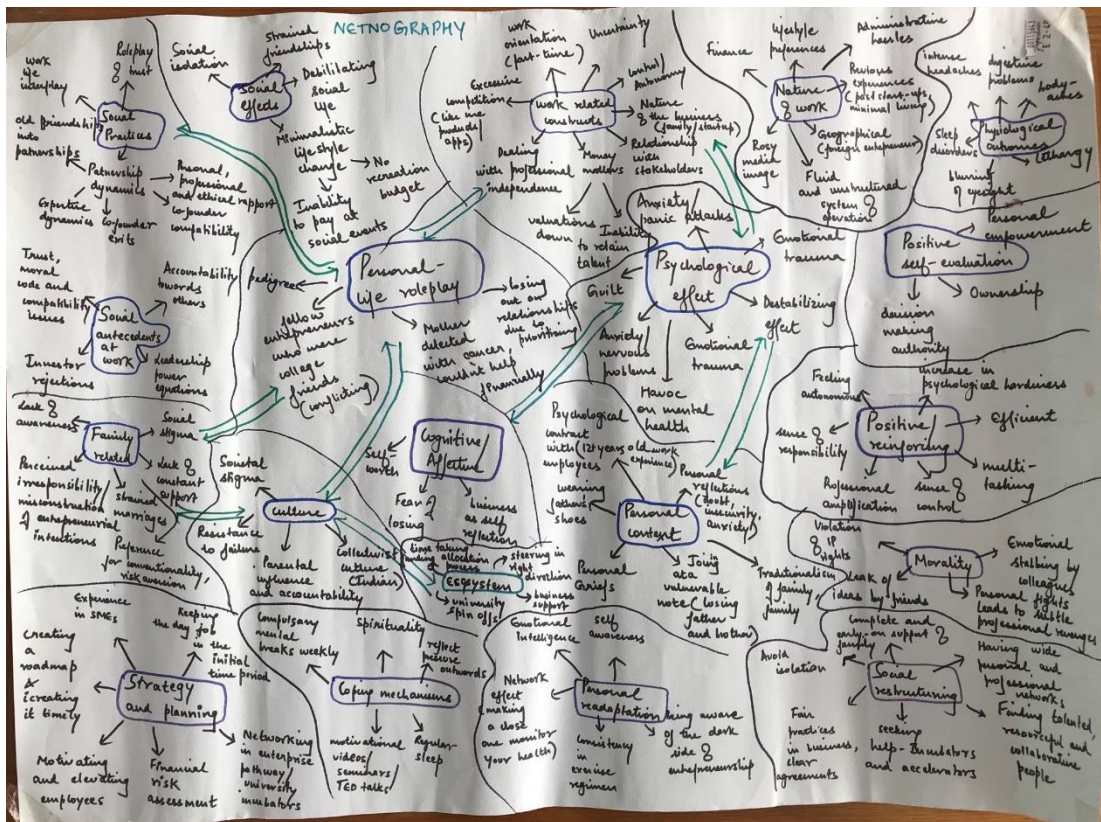 NETNOGRAPHY
work
life
interplay
Roleplay
& trust
Social
Practices
old friendships
into
patnerships
Patnership
dynamics
Personal,
professional
and ethical rapport
cofounder
compatibility
Expertise
dynamics
cofounder
exits
Social
isolation
strained
friendships
Social
effects
Debilitating
social
life
Minimalistic
lifestyle
change
No
recreation
budget
Inability
to pay at
social events
work
orientation
(part-time)
Uncertainty
Excessive
competition
(like me
products/
apps)
work related
constructs
Control/
Autonomy
Nature
of the business
(family/startup)
Relationship
with
stakeholders
Dealing
with professional
independence
Money
matters
valuations
down
Inability
to retain
talent
Finance
lifestyle
preferences
Administrative
hassles
Nature
of work
Previous
experiences
(past start-ups,
minimal living)
Geographical
(foreign entrepreneur)
Rosy
media
image
Fluid
and unstructured
system of
operation
intense
headaches
digestive
problems
body-
aches
Physiological
outcomes
Sleep
disorders
lethargy
blurring
of eyesight
Trust,
moral
code and
compatibility
issues
Accountability
towards
others
Social
antecedents
at work
Investor
rejections
Leadership
power
equations
pedigree
Personal-
life roleplay
fellow
entrepreneurs
who were
college
friends
(conflicting)
Mother
detected
with cancer,
couldn't help
financially
losing
out on
relationships
due to
prioritising
Anxiety/
panic attacks
Psychological
effect
Emotional
trauma
Guilt
Destabilizing
effect
Anxiety/
nervous
problems
Emotional
trauma
Havoc
on mental
health
Personal
empowerment
Positive
self-evaluation
Ownership
decision
making
authority
Lack of
awareness
Family
related
Social
stigma
Perceived
irresponsibility/
misconstruction
of entrepreneurial
intentions
strained
marriages
Lack of
constant
support
Preference
for conventionality,
risk aversion
Societal
stigma
culture
Resistance
to failure
Parental
influence
and accountability
Collectivist
culture
(Indian)
Self
worth
Cognitive/
Affective
Fear of
losing
business
as self
reflection
time taking
funding allocation
process
Ecosystem
steering in
right
direction
business
support
university
spin offs
Psychological
contract
with (12+ years old work
employees experience)
wearing
father's
shoes
Personal
context
Personal
reflections
(doubt,
insecurity,
anxiety)
Personal
Griefs
Joining
at a
vulnerable
note (losing
father
and brother)
Traditionalism
of family,
family
Feeling
autonomous
increase in
psychological hardiness
Positive/
reinforcing
Efficient
sense of
responsibility
multi-
tasking
Professional
amplification
sense of
control
Violation
of IP
rights
Morality
Emotional
stabbing by
colleagues
Leak of
ideas by friends
Personal fights
leads to subtle
professional revenges
Experience
in SMEs
Keeping
the day job
in the
initial
time period
creating
a
roadmap
&
icreating
it timely
Strategy
and planning
Motivating
and elevating
employees
Financial
risk
assessment
Networking
in enterprise
pathway/
university
incubators
Compulsary
mental
breaks weekly
Spirituality
reflect
outwards
Coping mechanisms
motivational
videos/
seminars/
TED talks/
Regular
sleep
Emotional
Intelligence
self
awareness
Network
effect
(making
a close
one monitor
your health)
Personal
readaptation
consistency
in
exercise
regimen
Being aware
of the dark
side of
entrepreneurship
Avoid
isolation
Complete and
early-on support of
family
Social
restructuring
Having wide
personal and
professional
networks
Fair
practices
in business,
clear
agreements
seeking
help-Incubators
and accelerators
Finding talented,
resourceful and
collaborative
people